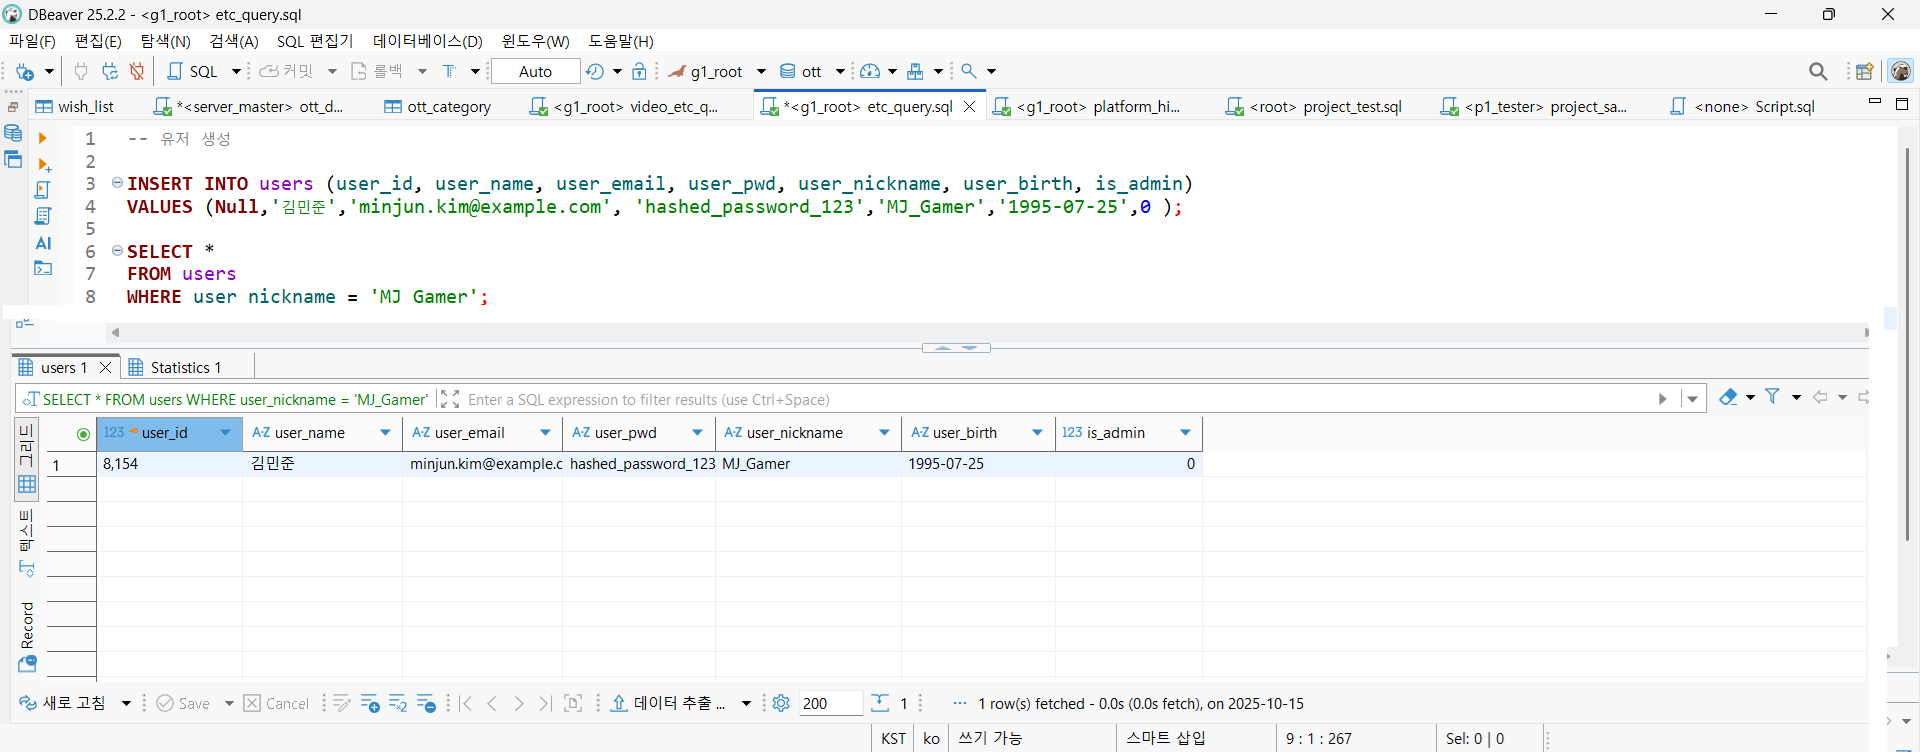 DBeaver 25.2.2 - <g1_root> etc_query.sql
파일(F) 편집(E) 탐색(N) 검색(A) SQL 편집기 데이터베이스(D) 윈도우(W) 도움말(H)
SQL 커밋 롤백 T Auto g1_root ott
wish_list *<server_master> ott_d... ott_category <g1_root> video_etc_q... *<g1_root> etc_query.sql <g1_root> platform_hi... <root> project_test.sql <p1_tester> project_sa... <none> Script.sql
1 -- 유저 생성
2
3 INSERT INTO users (user_id, user_name, user_email, user_pwd, user_nickname, user_birth, is_admin)
4 VALUES (Null,'김민준','minjun.kim@example.com', 'hashed_password_123','MJ_Gamer','1995-07-25',0 );
5
6 SELECT *
7 FROM users
8 WHERE user nickname = 'MJ Gamer';
AI
users 1 Statistics 1
SELECT * FROM users WHERE user_nickname = 'MJ_Gamer' Enter a SQL expression to filter results (use Ctrl+Space)
123 user_id A-Z user_name A-Z user_email A-Z user_pwd A-Z user_nickname A-Z user_birth 123 is_admin
1 8,154 김민준 minjun.kim@example.c hashed_password_123 MJ_Gamer 1995-07-25 0
그리드
텍스트
Record
새로 고침 Save Cancel 데이터 추출 ... 200 1 ... 1 row(s) fetched - 0.0s (0.0s fetch), on 2025-10-15
KST ko 쓰기 가능 스마트 삽입 9 : 1 : 267 Sel: 0 | 0